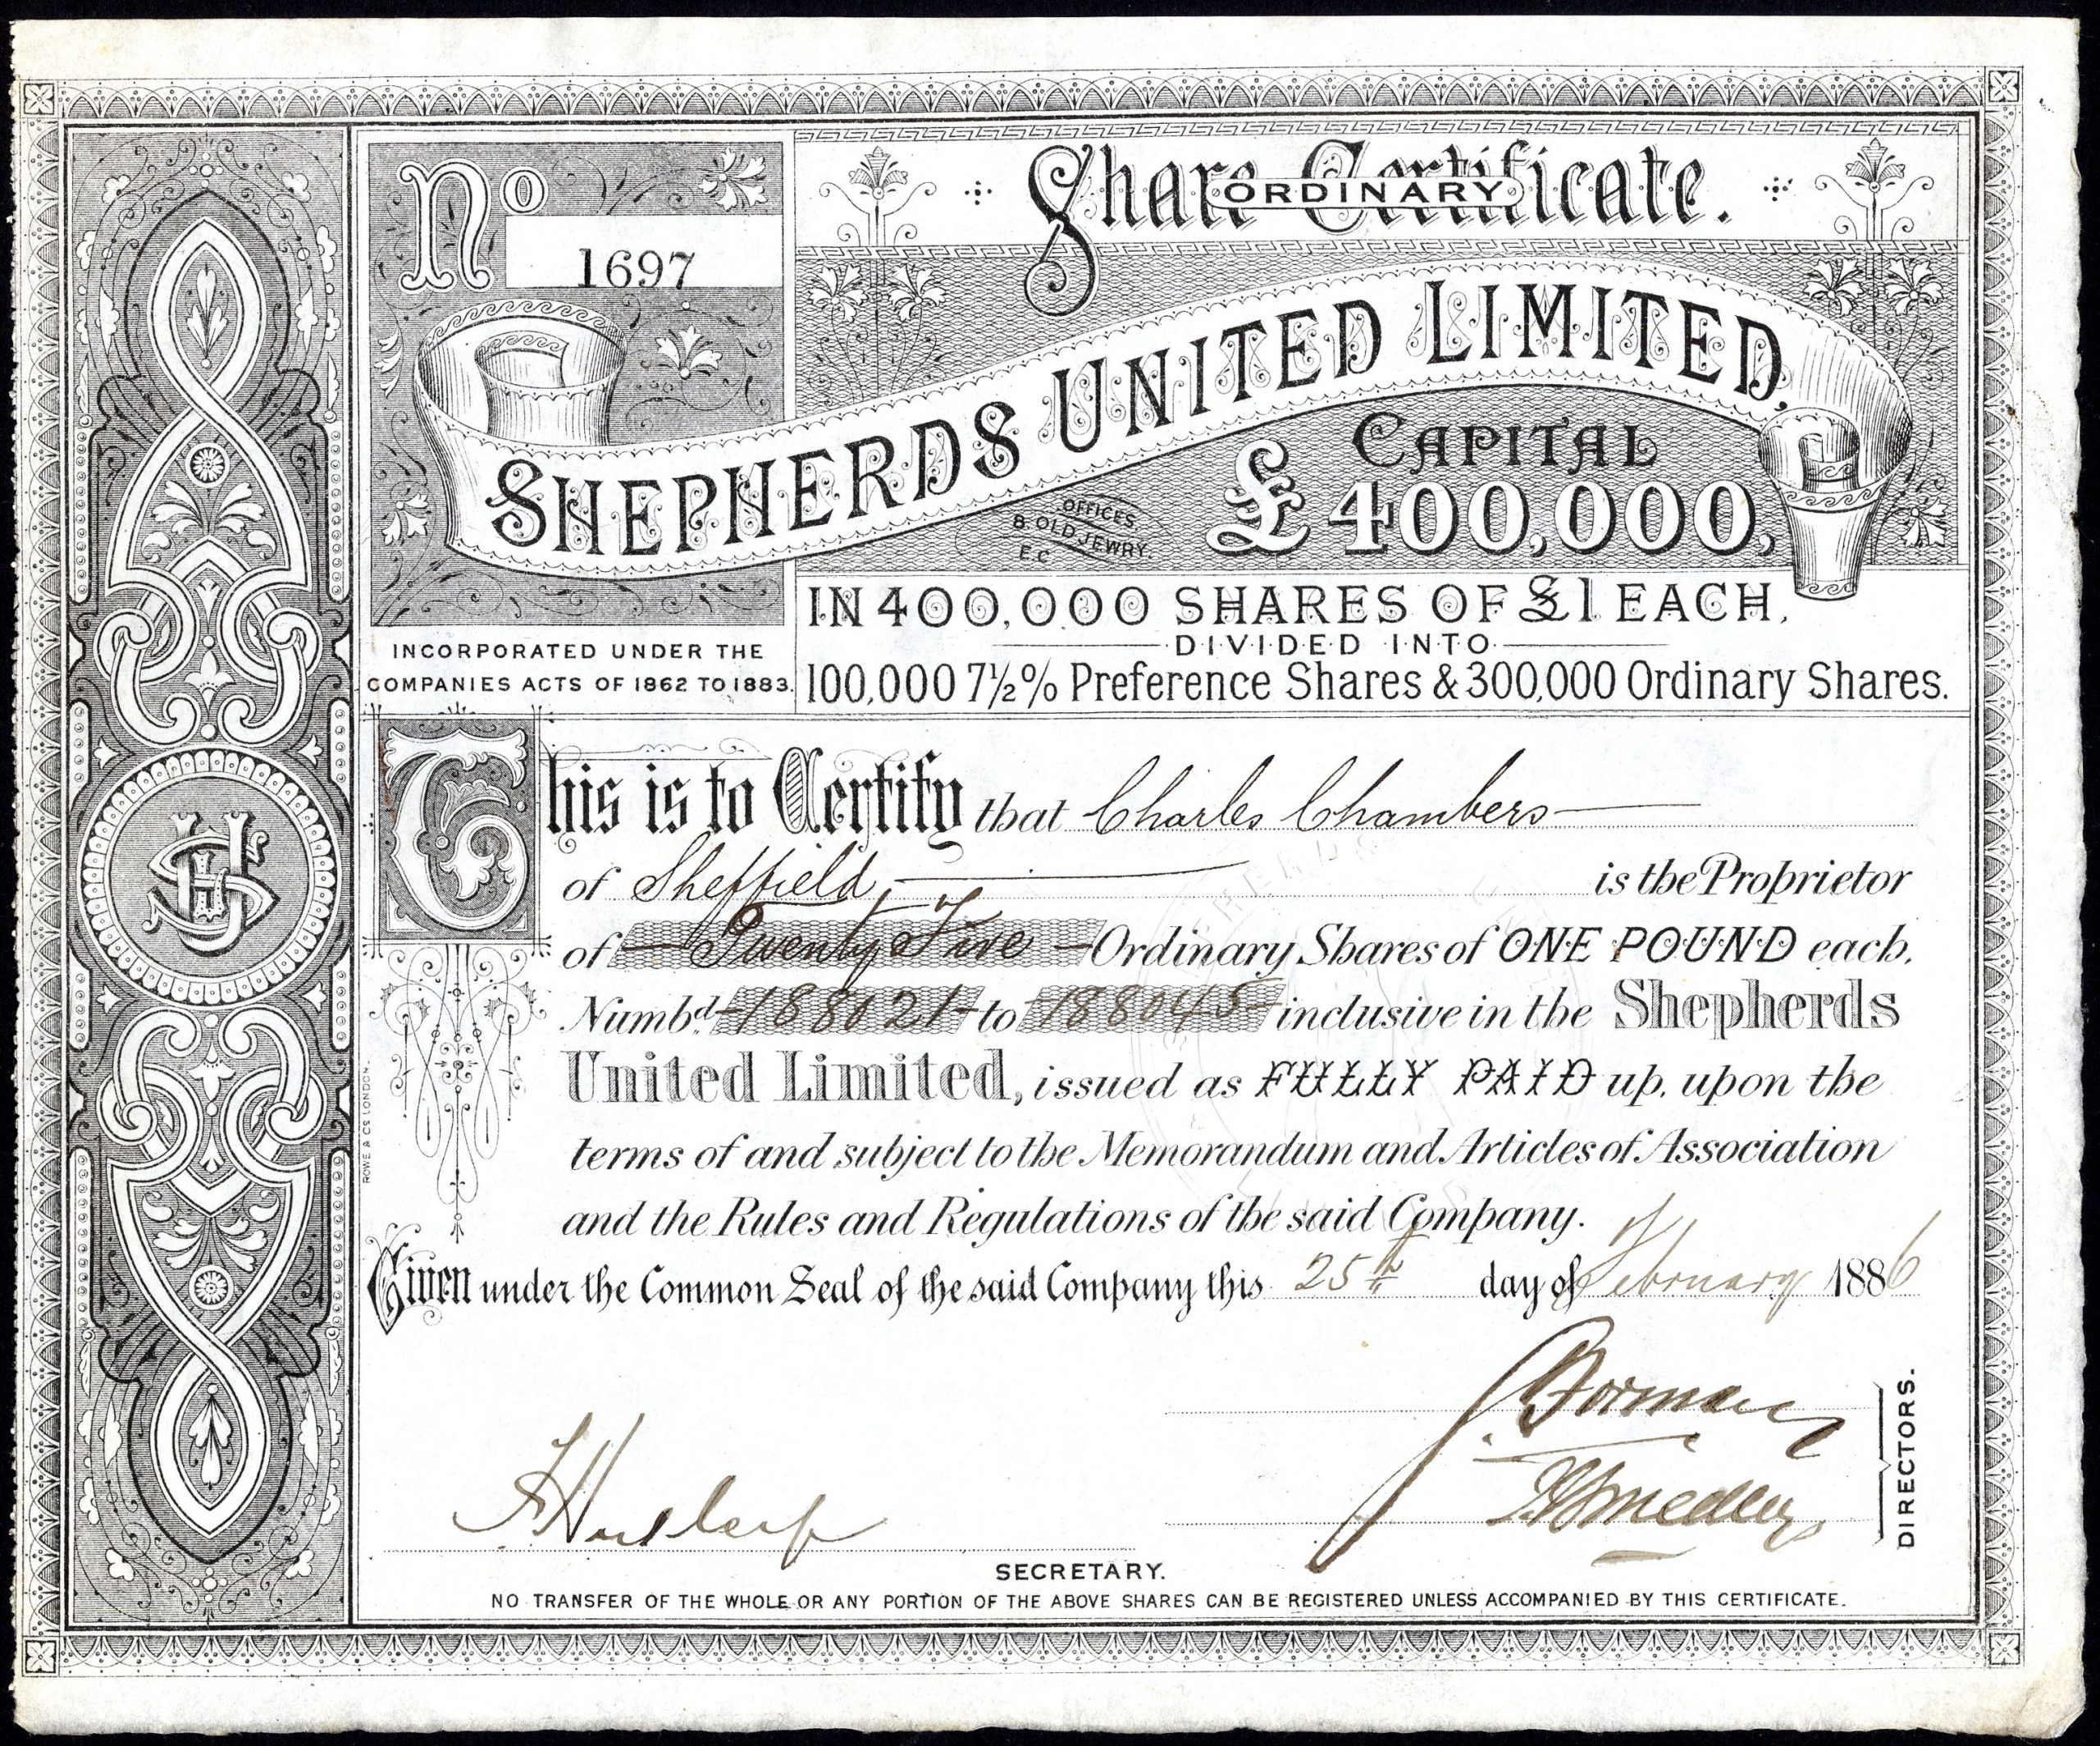 No
1697
Share Certificate.
ORDINARY
SHEPHERDS UNITED LIMITED,
CAPITAL
£400,000,
OFFICES,
8. OLD JEWRY.
E.C
IN 400,000 SHARES OF £1 EACH,
DIVIDED INTO
100,000 7½% Preference Shares & 300,000 Ordinary Shares.
INCORPORATED UNDER THE
COMPANIES ACTS OF 1862 TO 1883.
This is to Certify that Charles Chambers
of Sheffield, is the Proprietor
of Twenty Five Ordinary Shares of ONE POUND each,
Numbd 188021 to 188045 inclusive in the Shepherds
United Limited, issued as FULLY PAID up, upon the
terms of and subject to the Memorandum and Articles of Association
and the Rules and Regulations of the said Company.
Given under the Common Seal of the said Company this 25th day of February 1886
ROWE & Co LONDON.
J. Dorman
Smedley
DIRECTORS.
SECRETARY.
NO TRANSFER OF THE WHOLE OR ANY PORTION OF THE ABOVE SHARES CAN BE REGISTERED UNLESS ACCOMPANIED BY THIS CERTIFICATE.